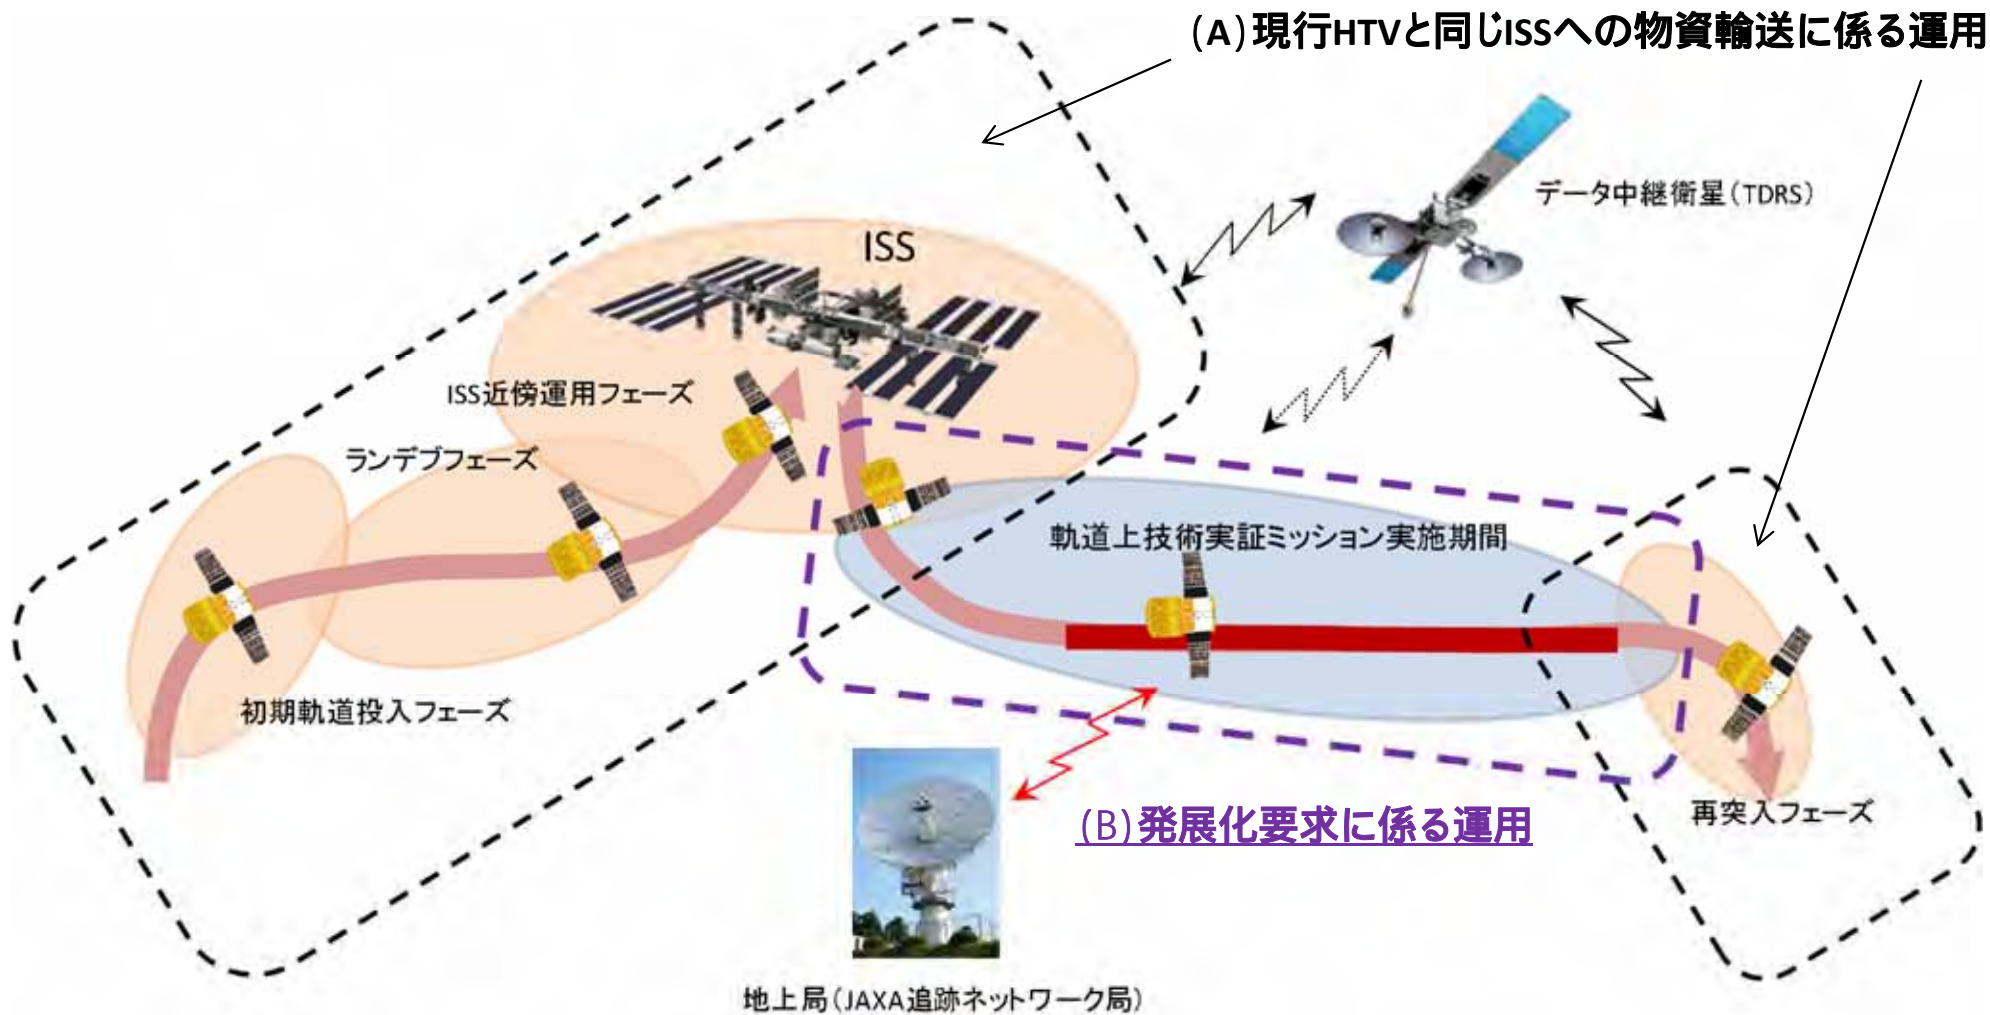 (A)現行HTVと同じISSへの物資輸送に係る運用
データ中継衛星(TDRS)
ISS
ISS近傍運用フェーズ
ランデブフェーズ
軌道上技術実証ミッション実施期間
初期軌道投入フェーズ
(B)発展化要求に係る運用
再突入フェーズ
地上局(JAXA追跡ネットワーク局)